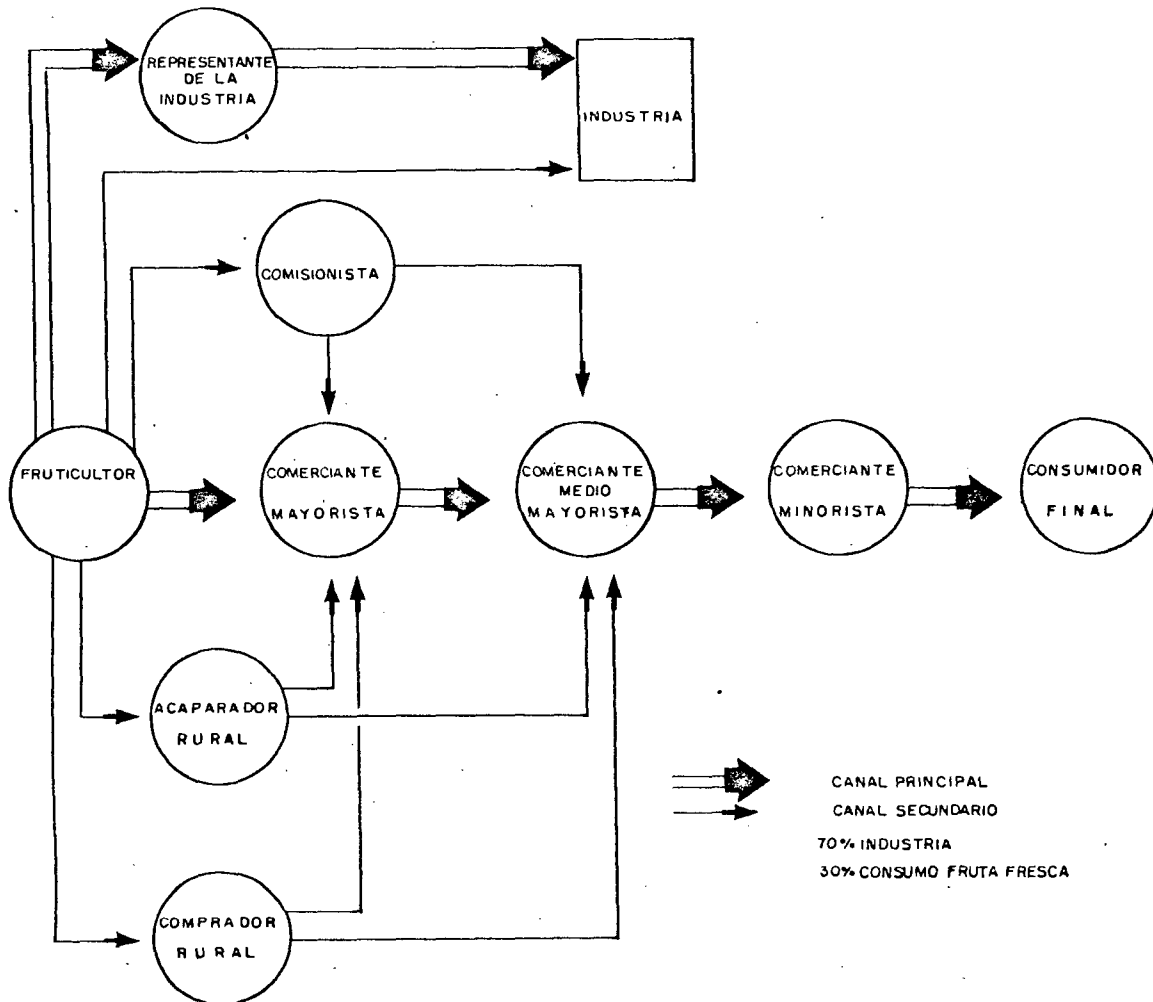 REPRESENTANTE
DE LA
INDUSTRIA
INDUSTRIA
COMISIONISTA
FRUTICULTOR
COMERCIANTE
MAYORISTA
COMERCIANTE
MEDIO
MAYORISTA
COMERCIANTE
MINORISTA
CONSUMIDOR
FINAL
ACAPARADOR
RURAL
COMPRADOR
RURAL
CANAL PRINCIPAL
CANAL SECUNDARIO
70% INDUSTRIA
30% CONSUMO FRUTA FRESCA